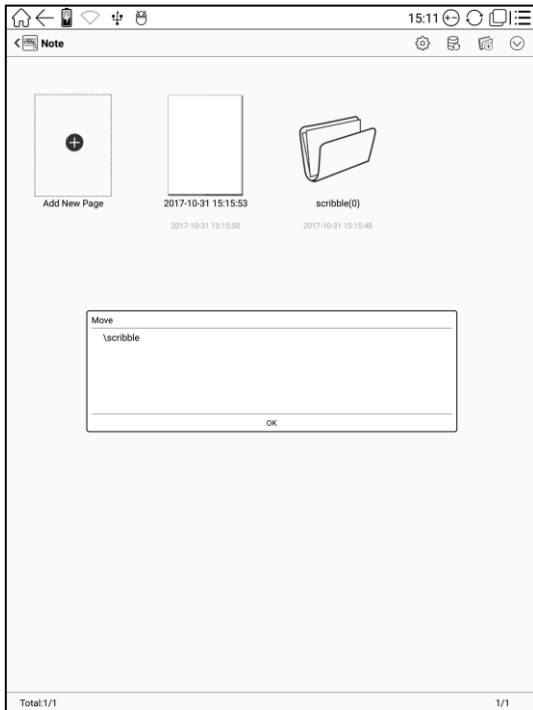 15:11
Note
Add New Page
2017-10-31 15:15:53
2017-10-31 15:15:58
scribble(0)
2017-10-31 15:15:48
Move
\scribble
OK
Total:1/1
1/1